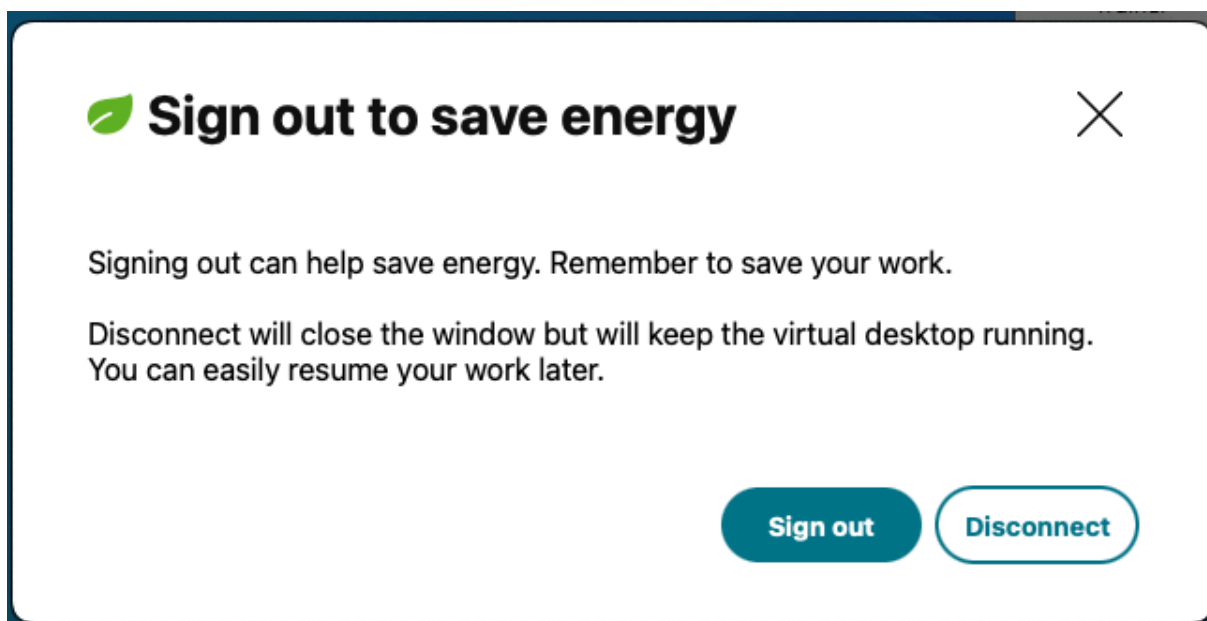 Sign out to save energy
Signing out can help save energy. Remember to save your work.
Disconnect will close the window but will keep the virtual desktop running.
You can easily resume your work later.
Sign out
Disconnect